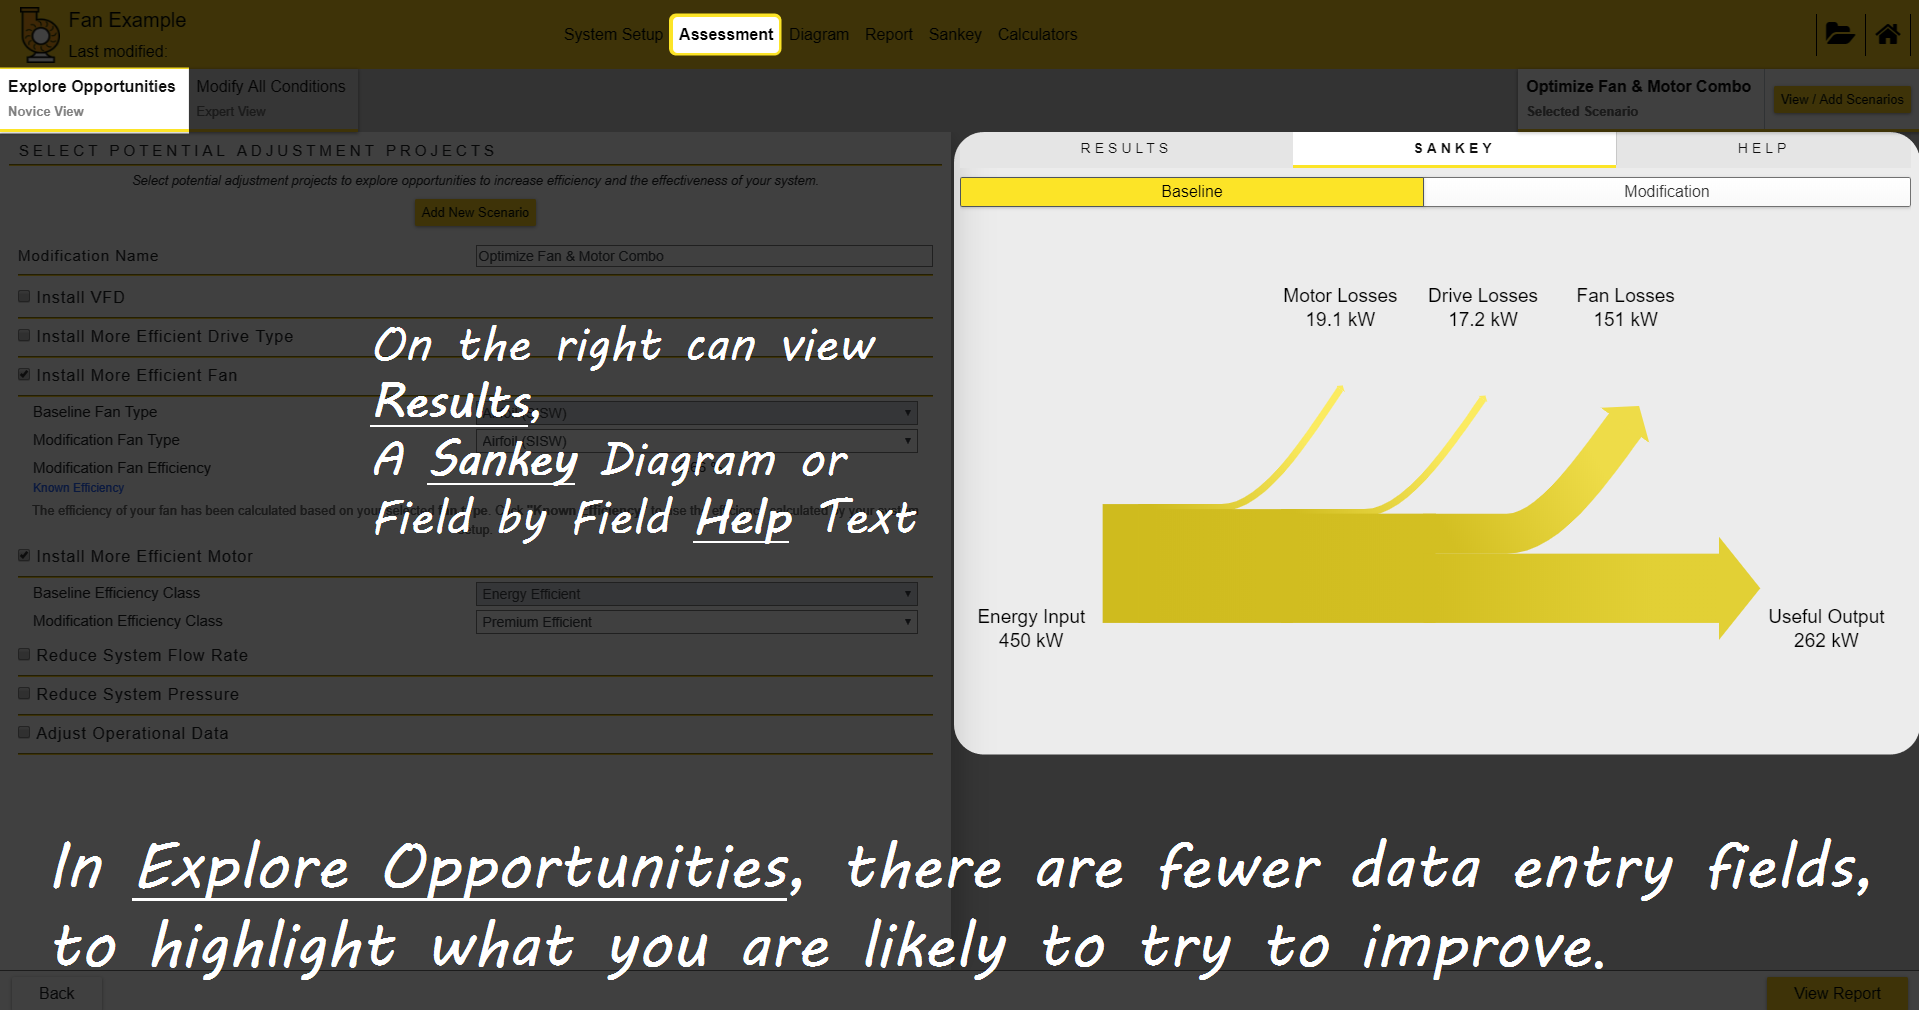 Fan Example
Last modified:
System Setup Assessment Diagram Report Sankey Calculators
Explore Opportunities
Novice View
Modify All Conditions
Expert View
Optimize Fan & Motor Combo
Selected Scenario
View / Add Scenarios
SELECT POTENTIAL ADJUSTMENT PROJECTS
Select potential adjustment projects to explore opportunities to increase efficiency and the effectiveness of your system.
Add New Scenario
Modification Name Optimize Fan & Motor Combo
Install VFD
Install More Efficient Drive Type
Install More Efficient Fan
Baseline Fan Type
Modification Fan Type Airfoil (SISW)
Modification Fan Efficiency
Known Efficiency
The efficiency of your fan has been calculated based on your selected fan type.
Install More Efficient Motor
Baseline Efficiency Class Energy Efficient
Modification Efficiency Class Premium Efficient
Reduce System Flow Rate
Reduce System Pressure
Adjust Operational Data
On the right can view
Results,
A Sankey Diagram or
Field by Field Help Text
RESULTS SANKEY HELP
Baseline Modification
Motor Losses
19.1 kW
Drive Losses
17.2 kW
Fan Losses
151 kW
Energy Input
450 kW
Useful Output
262 kW
In Explore Opportunities, there are fewer data entry fields,
to highlight what you are likely to try to improve.
Back
View Report